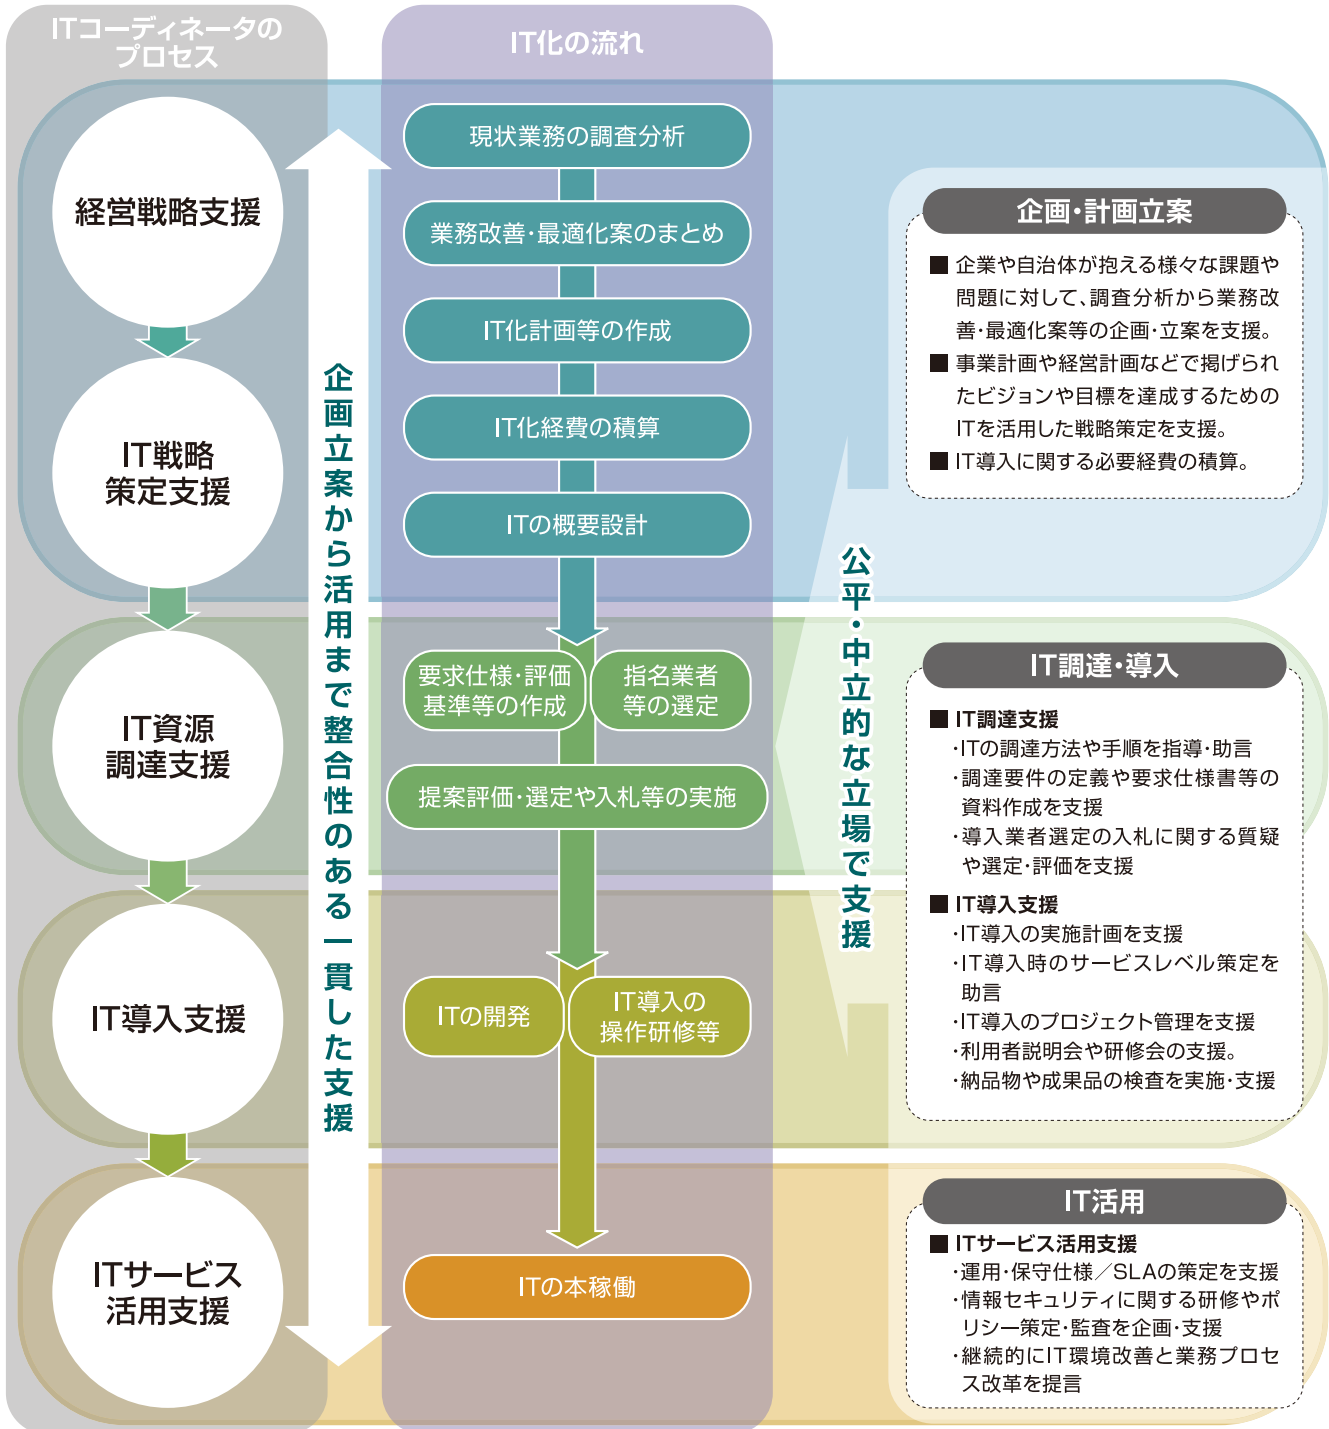 ITコーディネータの
プロセス
経営戦略支援
IT戦略
策定支援
IT資源
調達支援
IT導入支援
ITサービス
活用支援
企画立案から活用まで整合性のある一貫した支援
IT化の流れ
現状業務の調査分析
業務改善・最適化案のまとめ
IT化計画等の作成
IT化経費の積算
ITの概要設計
要求仕様・評価
基準等の作成
指名業者
等の選定
提案評価・選定や入札等の実施
ITの開発
IT導入の
操作研修等
ITの本稼働
公平・中立的な立場で支援
企画・計画立案
■ 企業や自治体が抱える様々な課題や
問題に対して、調査分析から業務改
善・最適化案等の企画・立案を支援。
■ 事業計画や経営計画などで掲げられ
たビジョンや目標を達成するための
ITを活用した戦略策定を支援。
■ IT導入に関する必要経費の積算。
IT調達・導入
■ IT調達支援
・ITの調達方法や手順を指導・助言
・調達要件の定義や要求仕様書等の
資料作成を支援
・導入業者選定の入札に関する質疑
や選定・評価を支援
■ IT導入支援
・IT導入の実施計画を支援
・IT導入時のサービスレベル策定を
助言
・IT導入のプロジェクト管理を支援
・利用者説明会や研修会の支援。
・納品物や成果品の検査を実施・支援
IT活用
■ ITサービス活用支援
・運用・保守仕様／SLAの策定を支援
・情報セキュリティに関する研修やポ
リシー策定・監査を企画・支援
・継続的にIT環境改善と業務プロセ
ス改革を提言